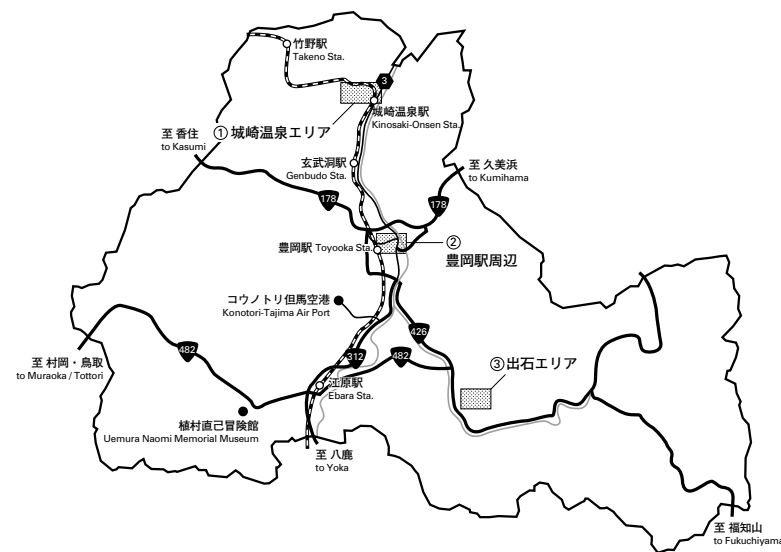 竹野駅
Takeno Sta.
3
城崎温泉駅
Kinosaki-Onsen Sta.
① 城崎温泉エリア
至 香住
to Kasumi
玄武洞駅
Genbudo Sta.
至 久美浜
to Kumihama
178
178
②
豊岡駅周辺
豊岡駅 Toyooka Sta.
コウノトリ但馬空港
Konotori-Tajima Air Port
426
482
312
482
③出石エリア
至 村岡・鳥取
to Muraoka / Tottori
江原駅
Ebara Sta.
植村直己冒険館
Uemura Naomi Memorial Museum
至 八鹿
to Yoka
至 福知山
to Fukuchiyama